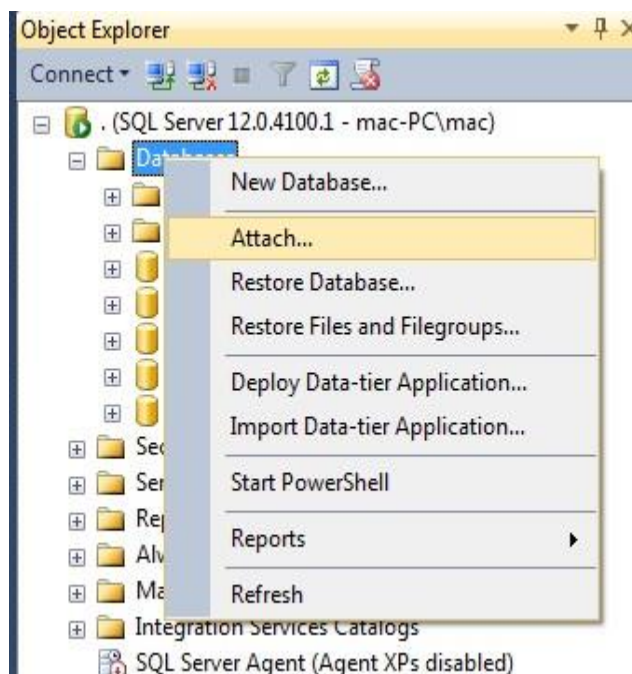 Object Explorer
Connect
. (SQL Server 12.0.4100.1 - mac-PC\mac)
New Database...
Attach...
Restore Database...
Restore Files and Filegroups...
Deploy Data-tier Application...
Import Data-tier Application...
Start PowerShell
Reports
Refresh
Integration Services Catalogs
SQL Server Agent (Agent XPs disabled)